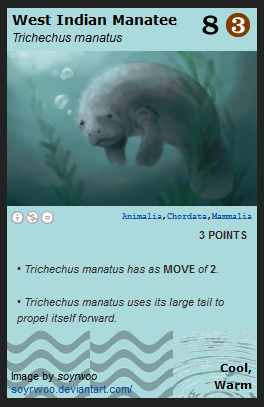 West Indian Manatee
Trichechus manatus
8 3
Animalia,Chordata,Mammalia
3 POINTS
• Trichechus manatus has as MOVE of 2.
• Trichechus manatus uses its large tail to
propel itself forward.
Image by soyrwoo
soyrwoo.deviantart.com/
Cool,
Warm